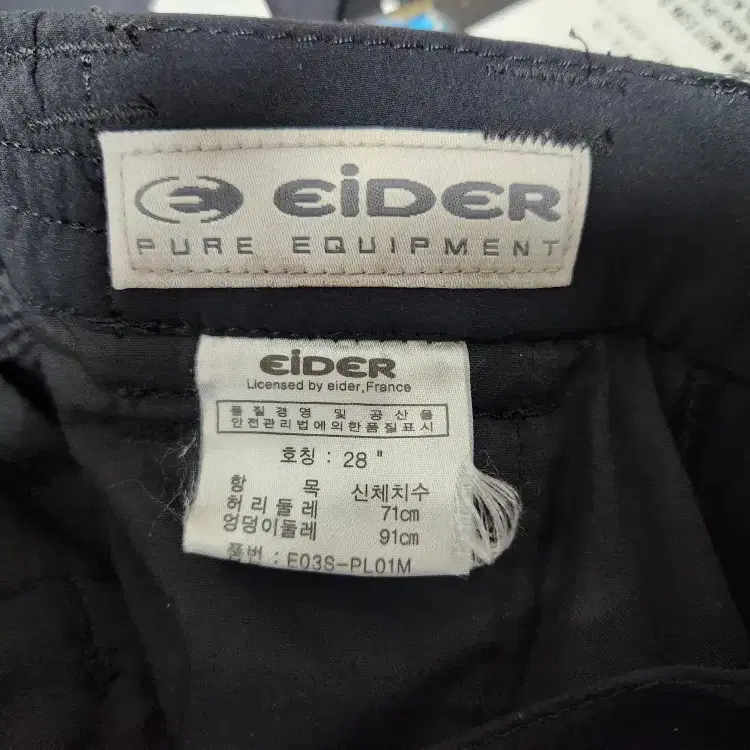 EiDER
PURE EQUIPMENT
EiDER
Licensed by eider,France
품질경영 및 공산품
안전관리법에의한품질표시
호칭 : 28 "
항 목 신체치수
허리둘레 71㎝
엉덩이둘레 91㎝
품번 : E03S-PL01M